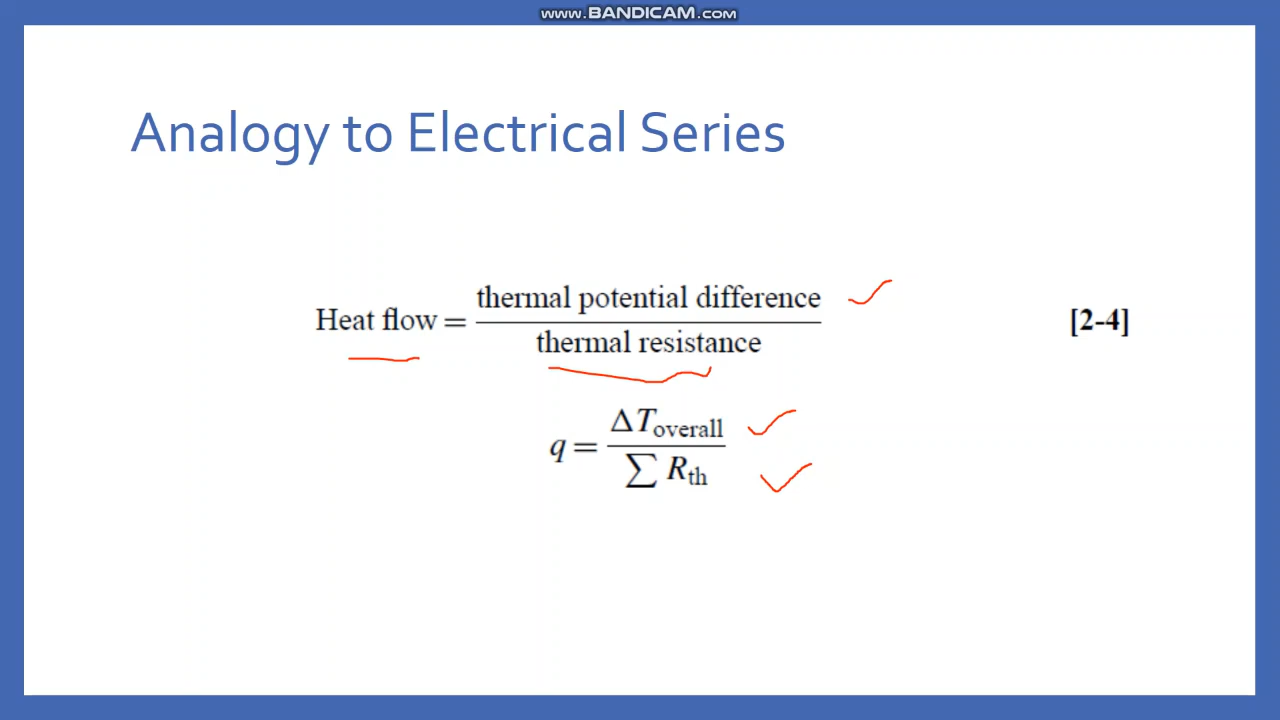 www.BANDICAM.com
Analogy to Electrical Series
Heat flow = thermal potential difference / thermal resistance [2-4]
q = ΔT_overall / ∑ R_th